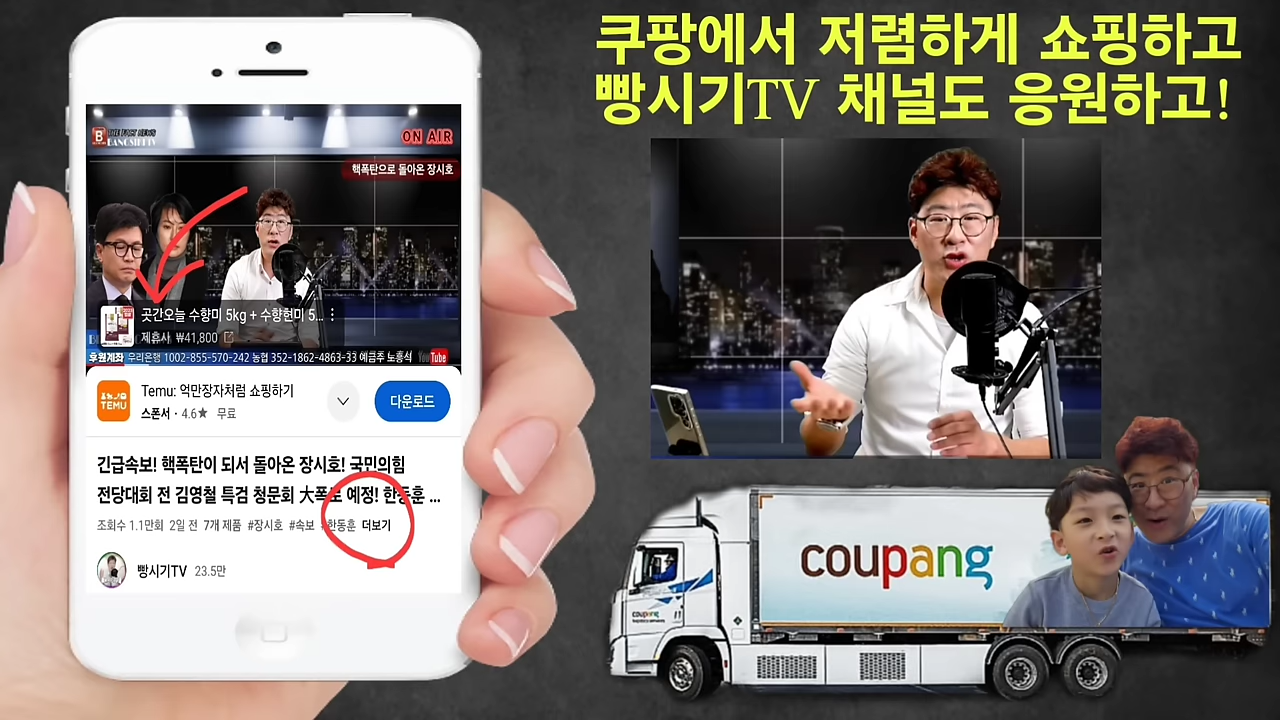 쿠팡에서 저렴하게 쇼핑하고
빵시기TV 채널도 응원하고!
THE FACT NEWS
BANGSIKI TV
ON AIR
핵폭탄으로 돌아온 장시호
곳간오늘 수향미 5kg + 수향현미 5...
제휴사 ₩41,800
후원계좌 우리은행 1002-855-570-242 농협 352-1862-4863-33 예금주 노흥식 YouTube
TEMU
Temu: 억만장자처럼 쇼핑하기
스폰서 · 4.6★ 무료
다운로드
긴급속보! 핵폭탄이 되서 돌아온 장시호! 국민의힘
전당대회 전 김영철 특검 청문회 大폭로 예정! 한동훈 ...
조회수 1.1만회 2일 전 7개 제품 #장시호 #속보 #한동훈 더보기
빵시기TV 23.5만
coupang
coupang